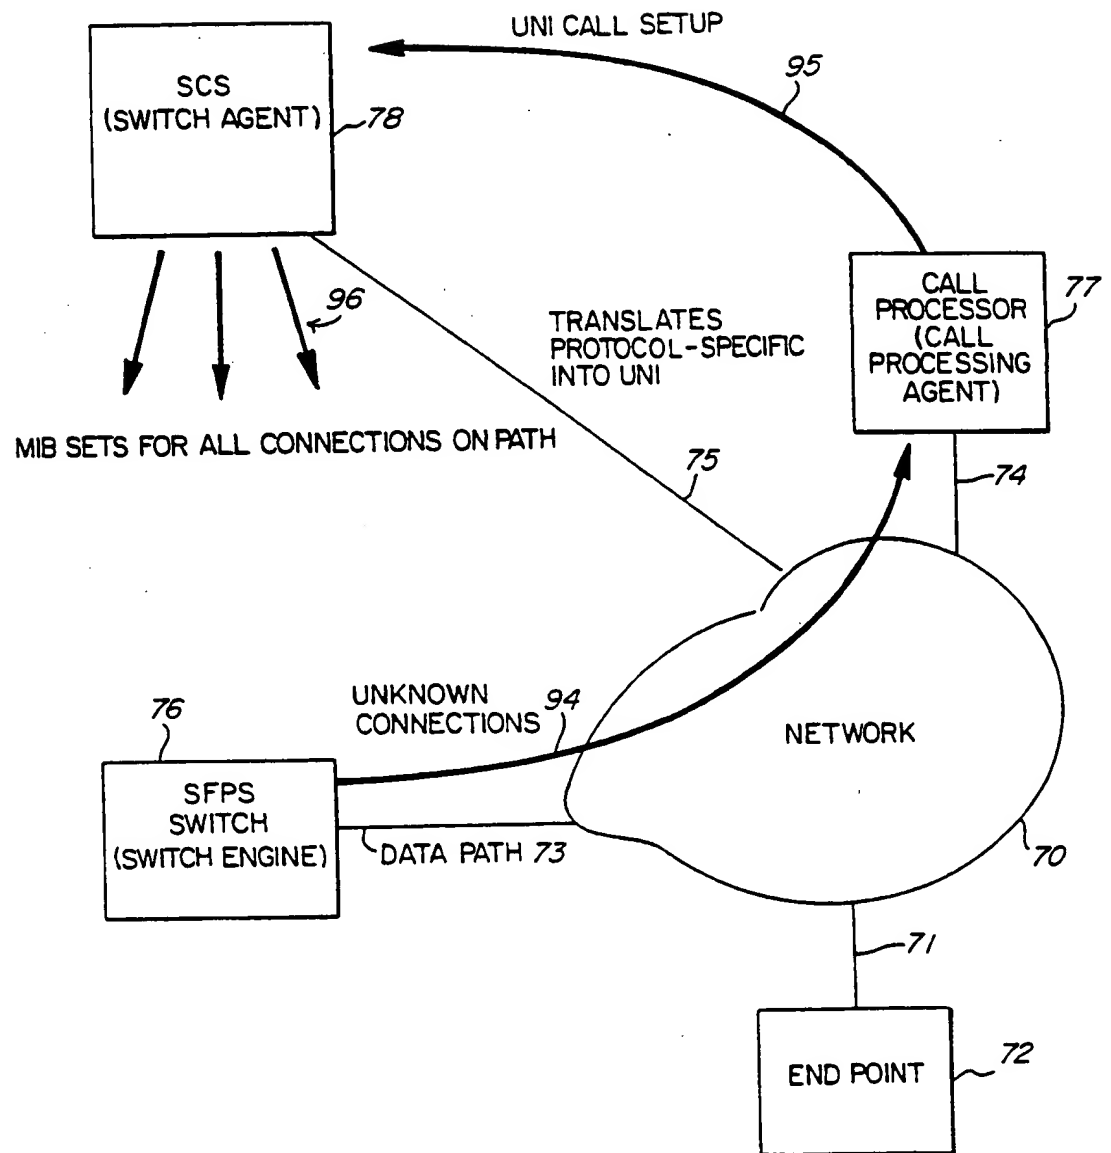 UNI CALL SETUP
95
SCS
(SWITCH AGENT)
78
96
MIB SETS FOR ALL CONNECTIONS ON PATH
TRANSLATES
PROTOCOL-SPECIFIC
INTO UNI
CALL
PROCESSOR
(CALL
PROCESSING
AGENT)
77
75
74
UNKNOWN
CONNECTIONS
94
76
SFPS
SWITCH
(SWITCH ENGINE)
DATA PATH 73
NETWORK
70
71
END POINT
72